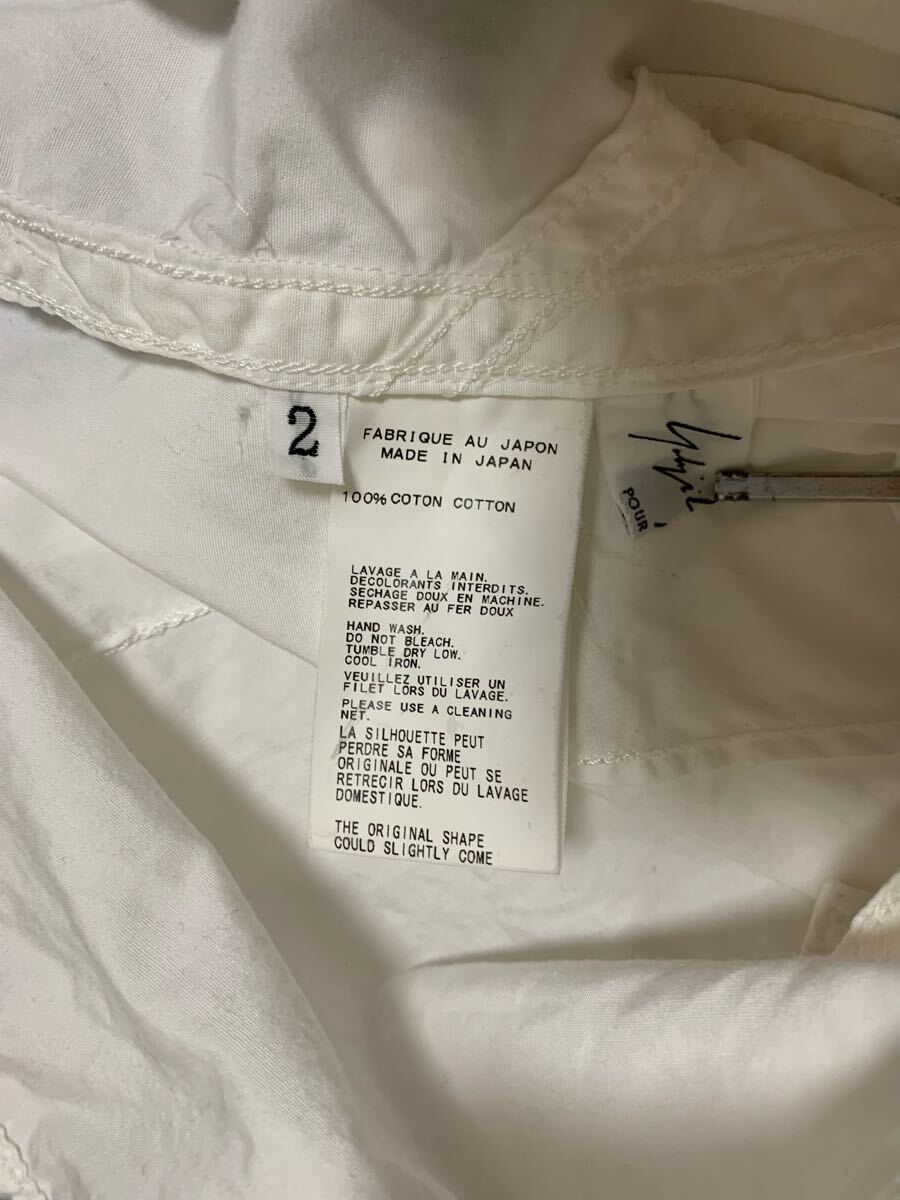 2
FABRIQUE AU JAPON
MADE IN JAPAN
100% COTON COTTON
LAVAGE A LA MAIN.
DECOLORANTS INTERDITS.
SECHAGE DOUX EN MACHINE.
REPASSER AU FER DOUX
HAND WASH.
DO NOT BLEACH.
TUMBLE DRY LOW.
COOL IRON.
VEUILLEZ UTILISER UN
FILET LORS DU LAVAGE.
PLEASE USE A CLEANING
NET.
LA SILHOUETTE PEUT
PERDRE SA FORME
ORIGINALE OU PEUT SE
RETRECIR LORS DU LAVAGE
DOMESTIQUE.
THE ORIGINAL SHAPE
COULD SLIGHTLY COME
POUR